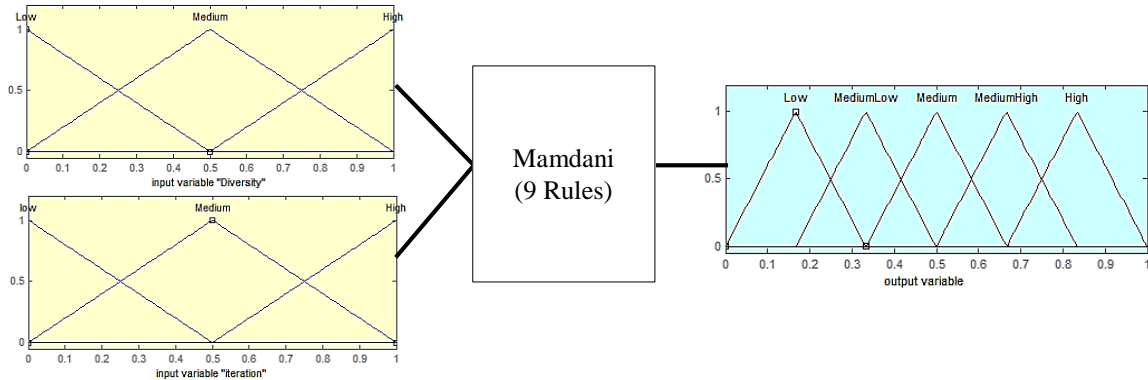 Low Medium High
1
0.5
0
0 0.1 0.2 0.3 0.4 0.5 0.6 0.7 0.8 0.9 1
input variable "Diversity"
low Medium High
1
0.5
0
0 0.1 0.2 0.3 0.4 0.5 0.6 0.7 0.8 0.9 1
input variable "iteration"
Mamdani
(9 Rules)
Low MediumLow Medium MediumHigh High
1
0.5
0
0 0.1 0.2 0.3 0.4 0.5 0.6 0.7 0.8 0.9 1
output variable